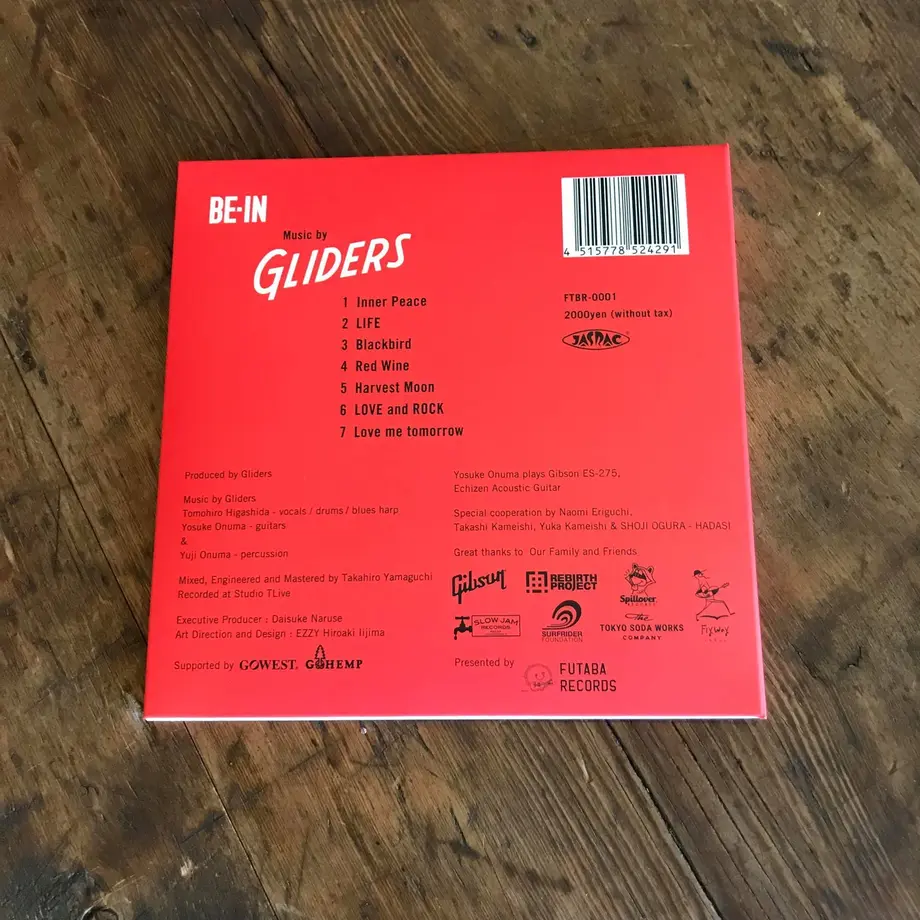 BE-IN
Music by
GLIDERS
1 Inner Peace
2 LIFE
3 Blackbird
4 Red Wine
5 Harvest Moon
6 LOVE and ROCK
7 Love me tomorrow
4 515778 524291
FTBR-0001
2000yen (without tax)
JASRAC
Produced by Gliders
Music by Gliders
Tomohiro Higashida - vocals / drums / blues harp
Yosuke Onuma - guitars
&
Yuji Onuma - percussion
Mixed, Engineered and Mastered by Takahiro Yamaguchi
Recorded at Studio TLive
Executive Producer : Daisuke Naruse
Art Direction and Design : EZZY Hiroaki Iijima
Supported by GOWEST. GOHEMP
Yosuke Onuma plays Gibson ES-275,
Echizen Acoustic Guitar
Special cooperation by Naomi Eriguchi,
Takashi Kameishi, Yuka Kameishi & SHOJI OGURA - HADASI
Great thanks to Our Family and Friends
Gibson
REBIRTH
PROJECT
Spillover
SLOW JAM
RECORDS
SURFRIDER
FOUNDATION
The
TOKYO SODA WORKS
COMPANY
Presented by
FUTABA
RECORDS